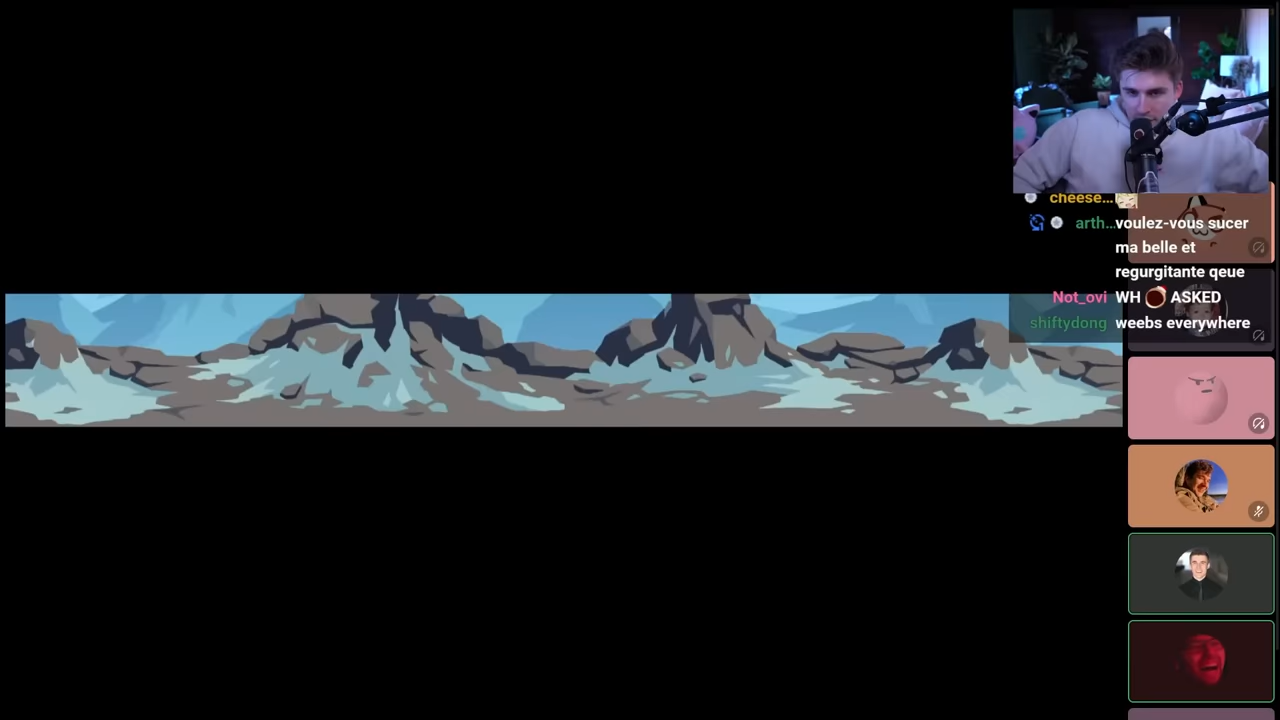 cheese…
arth… voulez-vous sucer
ma belle et
regurgitante qeue
Not_ovi WH ASKED
shiftydong weebs everywhere